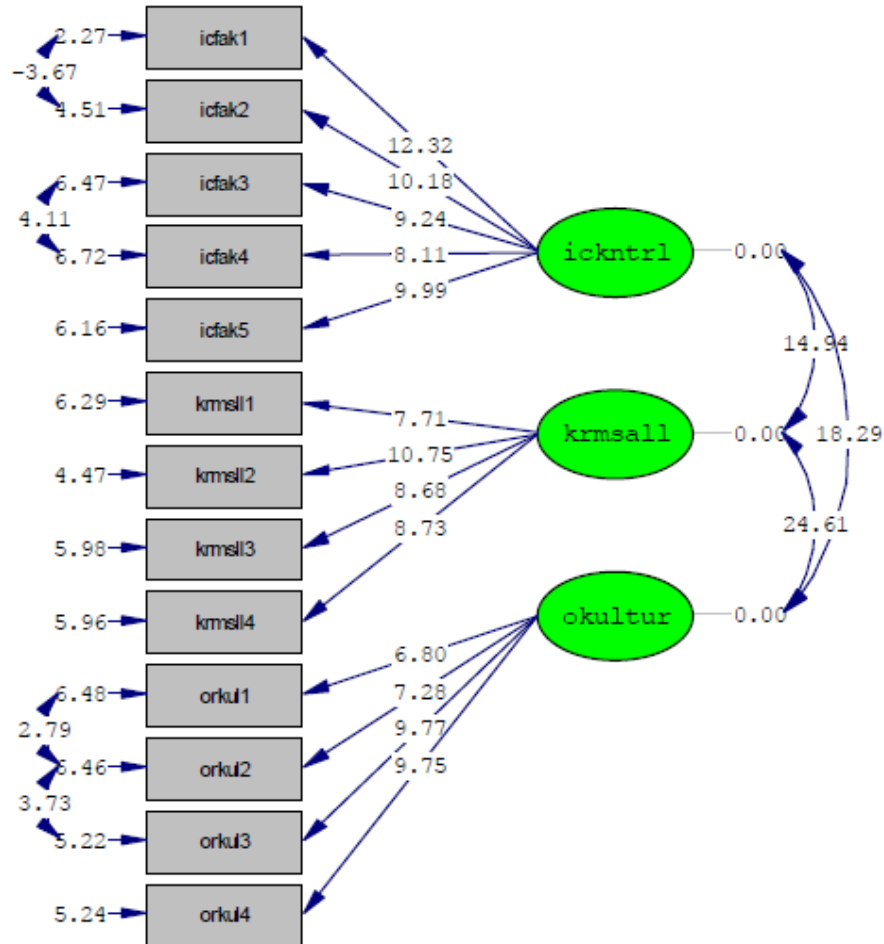 2.27 icfak1
-3.67
4.51 icfak2
12.32
10.18
6.47 icfak3
9.24
4.11
6.72 icfak4
8.11
ickntrl 0.00
9.99
6.16 icfak5
14.94
6.29 krmsll1
7.71
krmsall 0.00 18.29
10.75
4.47 krmsll2
8.68
8.73
24.61
5.98 krmsll3
5.96 krmsll4
okultur 0.00
6.80
6.48 orkul1
7.28
2.79
9.77
6.46 orkul2
9.75
3.73
5.22 orkul3
5.24 orkul4